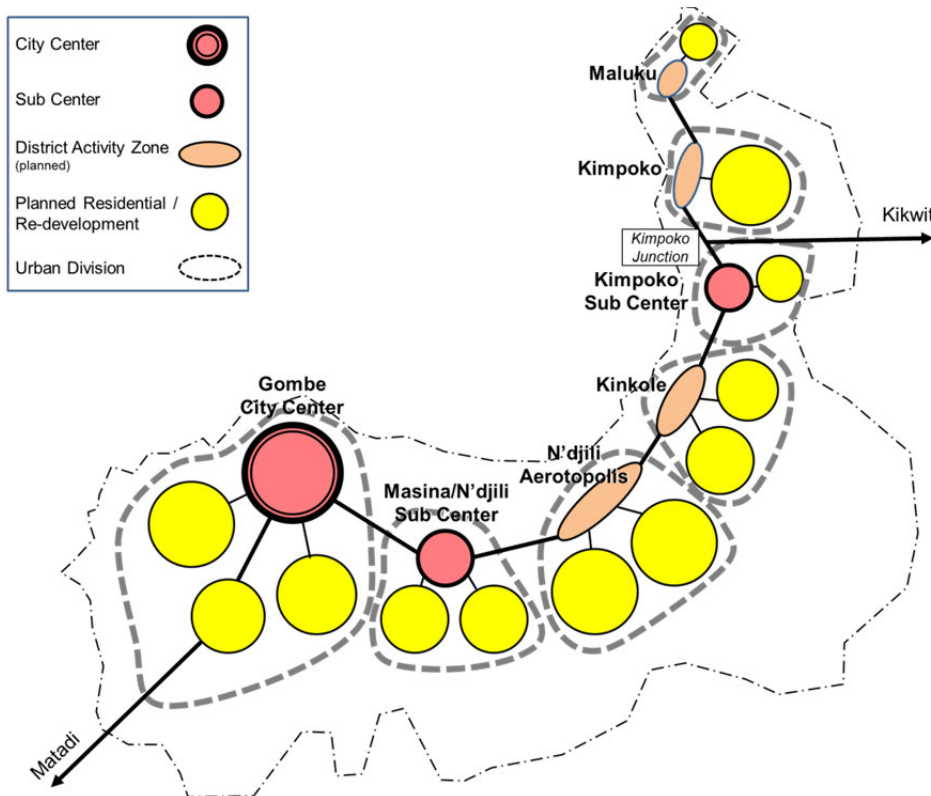 City Center
Sub Center
District Activity Zone
(planned)
Planned Residential /
Re-development
Urban Division
Maluku
Kimpoko
Kikwit
Kimpoko
Junction
Kimpoko
Sub Center
Kinkole
Gombe
City Center
N'djili
Aerotopolis
Masina/N'djili
Sub Center
Matadi